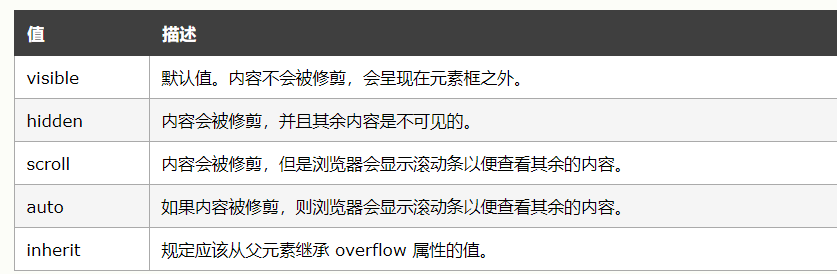 值 描述
visible 默认值。内容不会被修剪，会呈现在元素框之外。
hidden 内容会被修剪，并且其余内容是不可见的。
scroll 内容会被修剪，但是浏览器会显示滚动条以便查看其余的内容。
auto 如果内容被修剪，则浏览器会显示滚动条以便查看其余的内容。
inherit 规定应该从父元素继承 overflow 属性的值。